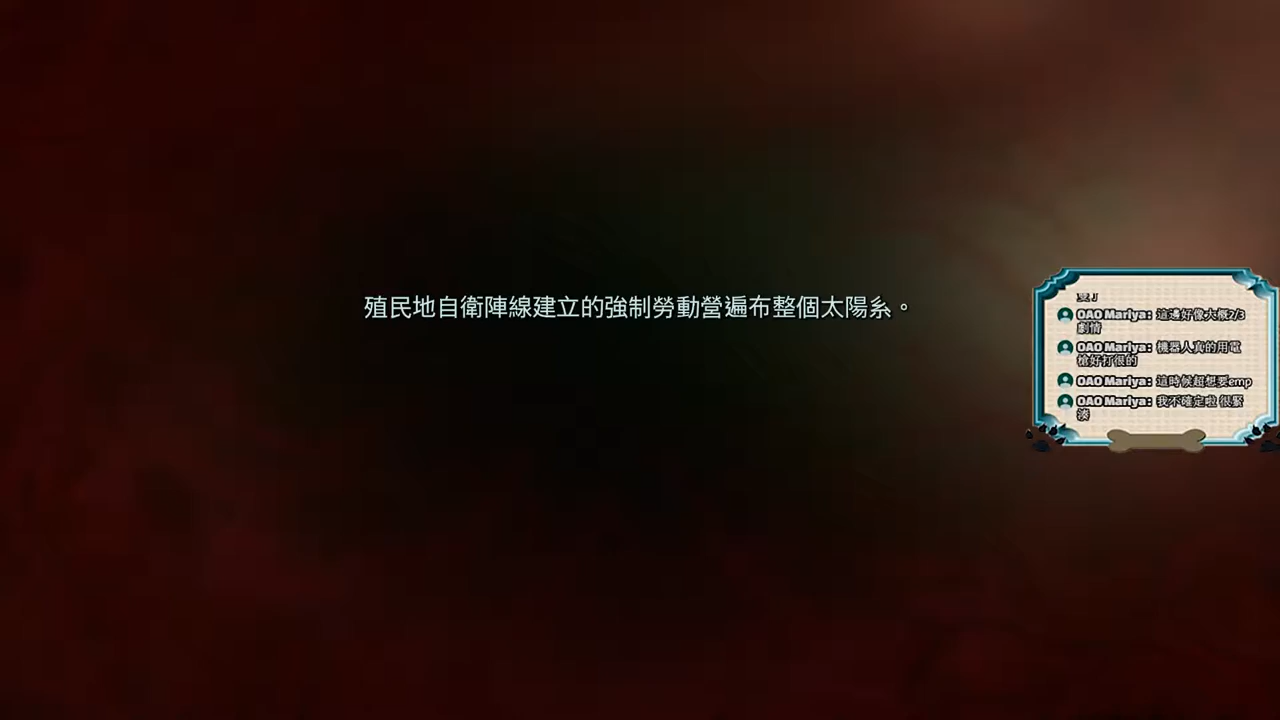 殖民地自衛陣線建立的強制勞動營遍布整個太陽系。
OAO Mariya: 這邊好像大概2/3
劇情
OAO Mariya: 機器人真的用電
槍好打很的
OAO Mariya: 這時候超想要emp
OAO Mariya: 我不確定啦 很緊
湊